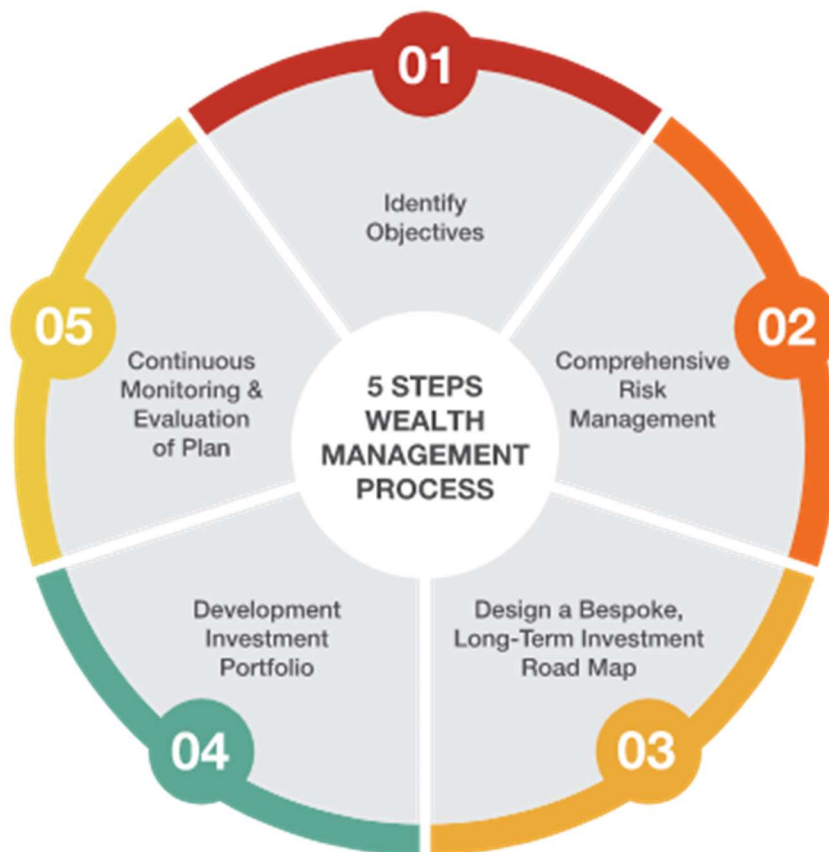 01
Identify
Objectives
02
Comprehensive
Risk
Management
03
Design a Bespoke,
Long-Term Investment
Road Map
04
Development
Investment
Portfolio
05
Continuous
Monitoring &
Evaluation
of Plan
5 STEPS
WEALTH
MANAGEMENT
PROCESS